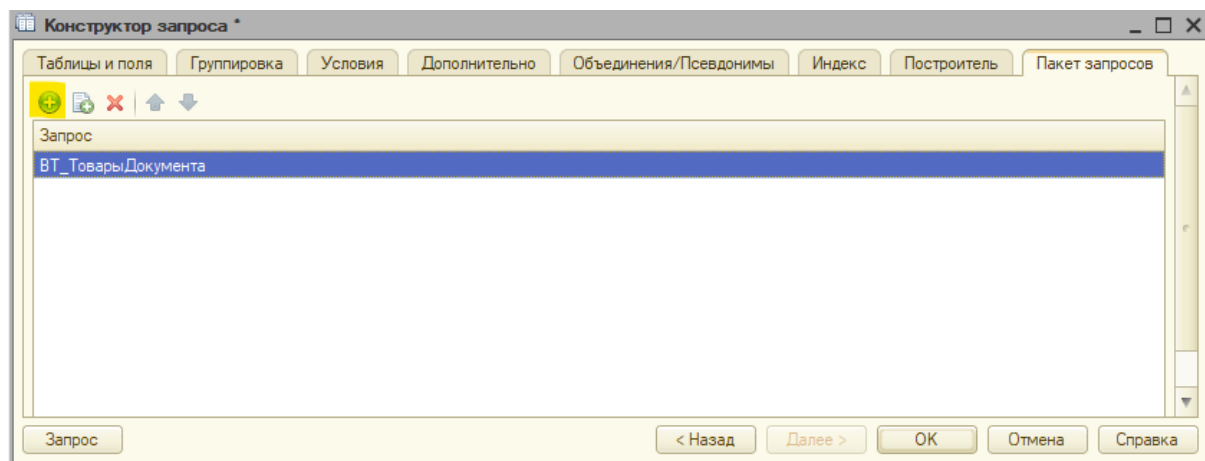 Конструктор запроса *
Таблицы и поля Группировка Условия Дополнительно Объединения/Псевдонимы Индекс Построитель Пакет запросов
Запрос
ВТ_ТоварыДокумента
Запрос < Назад Далее > OK Отмена Справка